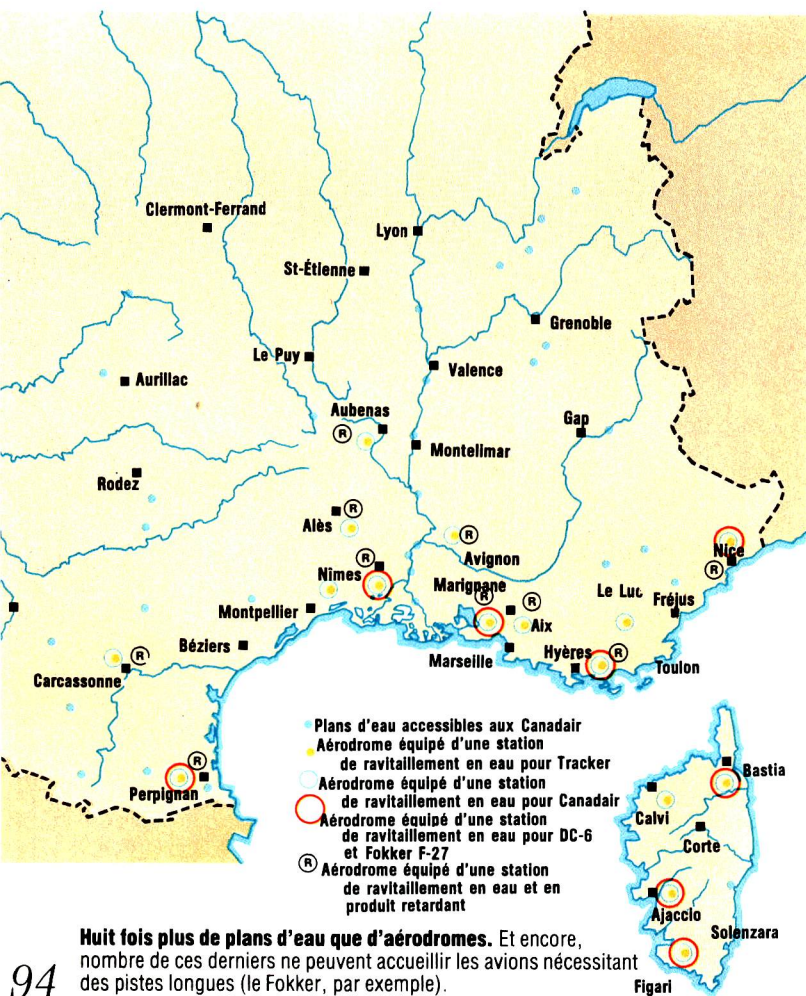 Clermont-Ferrand
Lyon
St-Étienne
Grenoble
Le Puy
Valence
Aurillac
Aubenas
R
Gap
Montelimar
Rodez
R
Alès
R
Avignon
R
Nîmes
Nice
R
Marignane
R
R
Le Luc
Fréjus
Montpellier
Aix
Béziers
Hyères
R
Marseille
Toulon
R
Carcassonne
R
Perpignan
Plans d'eau accessibles aux Canadair
Aérodrome équipé d'une station
de ravitaillement en eau pour Tracker
Aérodrome équipé d'une station
de ravitaillement en eau pour Canadair
Aérodrome équipé d'une station
de ravitaillement en eau pour DC-6
et Fokker F-27
R Aérodrome équipé d'une station
de ravitaillement en eau et en
produit retardant
Bastia
Calvi
Corte
Ajaccio
Solenzara
Figari
Huit fois plus de plans d'eau que d'aérodromes. Et encore,
nombre de ces derniers ne peuvent accueillir les avions nécessitant
des pistes longues (le Fokker, par exemple).
94